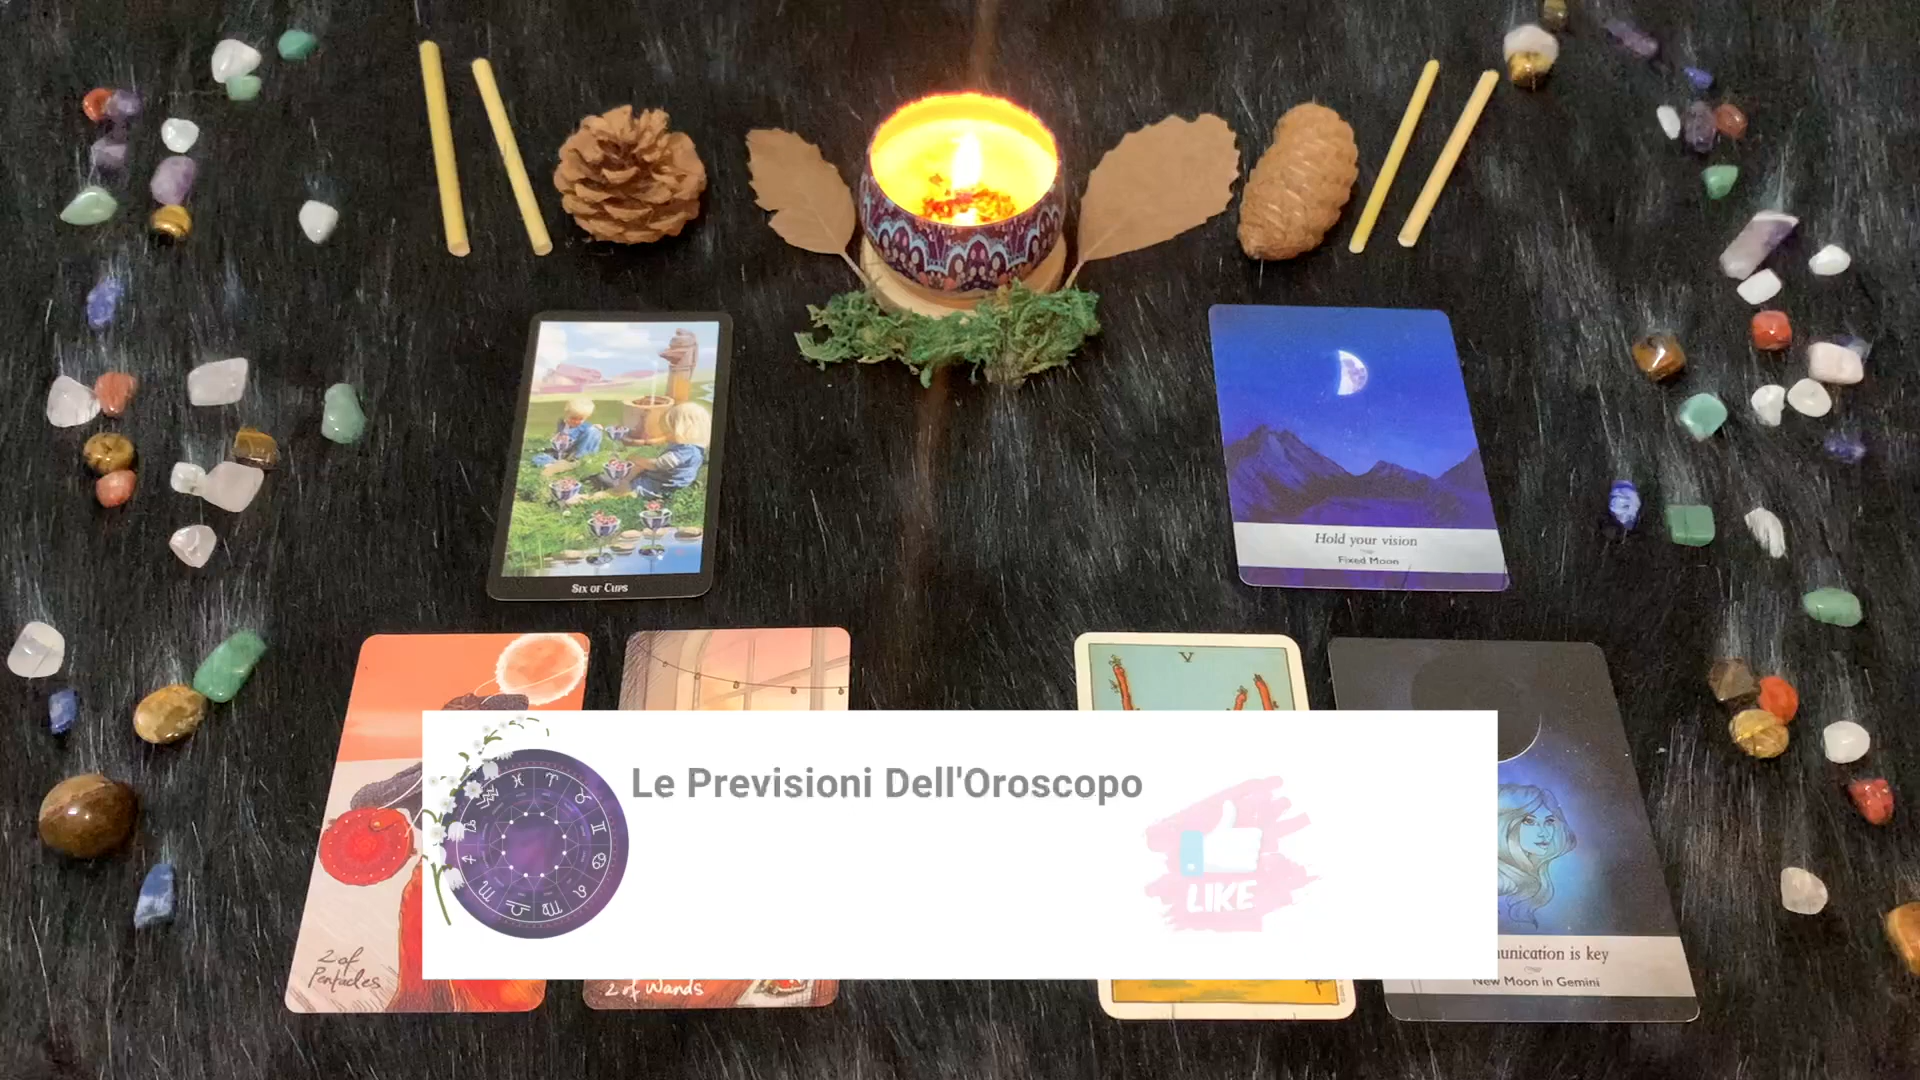 SIX OF CUPS
Hold your vision
Fixed Moon
V
Le Previsioni Dell'Oroscopo
LIKE
2 of
Pentacles
2 of Wands
munication is key
New Moon in Gemini